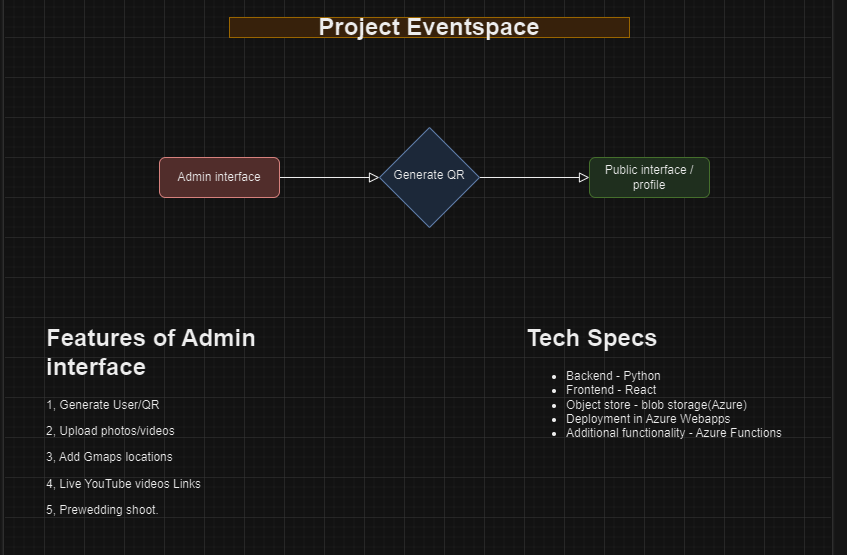 Project Eventspace
Admin interface
Generate QR
Public interface /
profile
Features of Admin
interface
1, Generate User/QR
2, Upload photos/videos
3, Add Gmaps locations
4, Live YouTube videos Links
5, Prewedding shoot.
Tech Specs
• Backend - Python
• Frontend - React
• Object store - blob storage(Azure)
• Deployment in Azure Webapps
• Additional functionality - Azure Functions